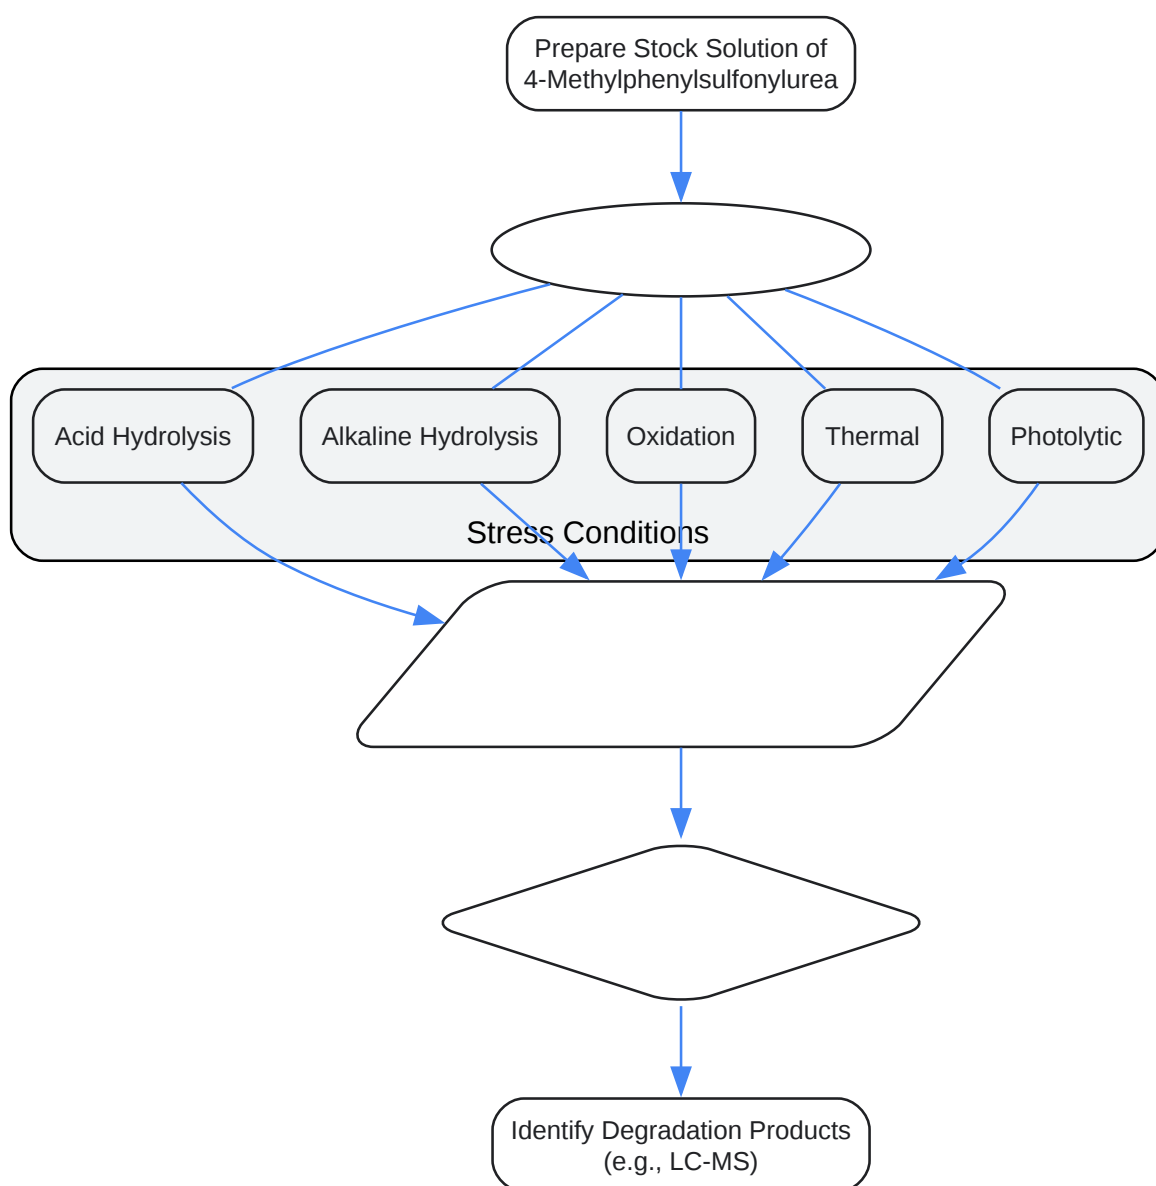 Prepare Stock Solution of
4-Methylphenylsulfonylurea
Acid Hydrolysis
Alkaline Hydrolysis
Oxidation
Thermal
Photolytic
Stress Conditions
Identify Degradation Products
(e.g., LC-MS)